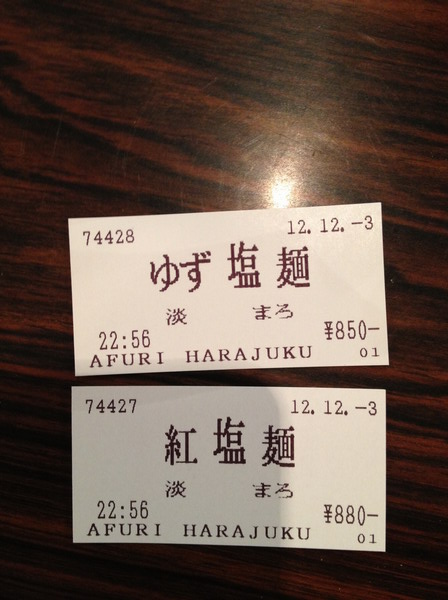 74428 12.12.-3
ゆず塩麺
淡 まろ
22:56 ¥850-
AFURI HARAJUKU 01
74427 12.12.-3
紅塩麺
淡 まろ
22:56 ¥880-
AFURI HARAJUKU 01